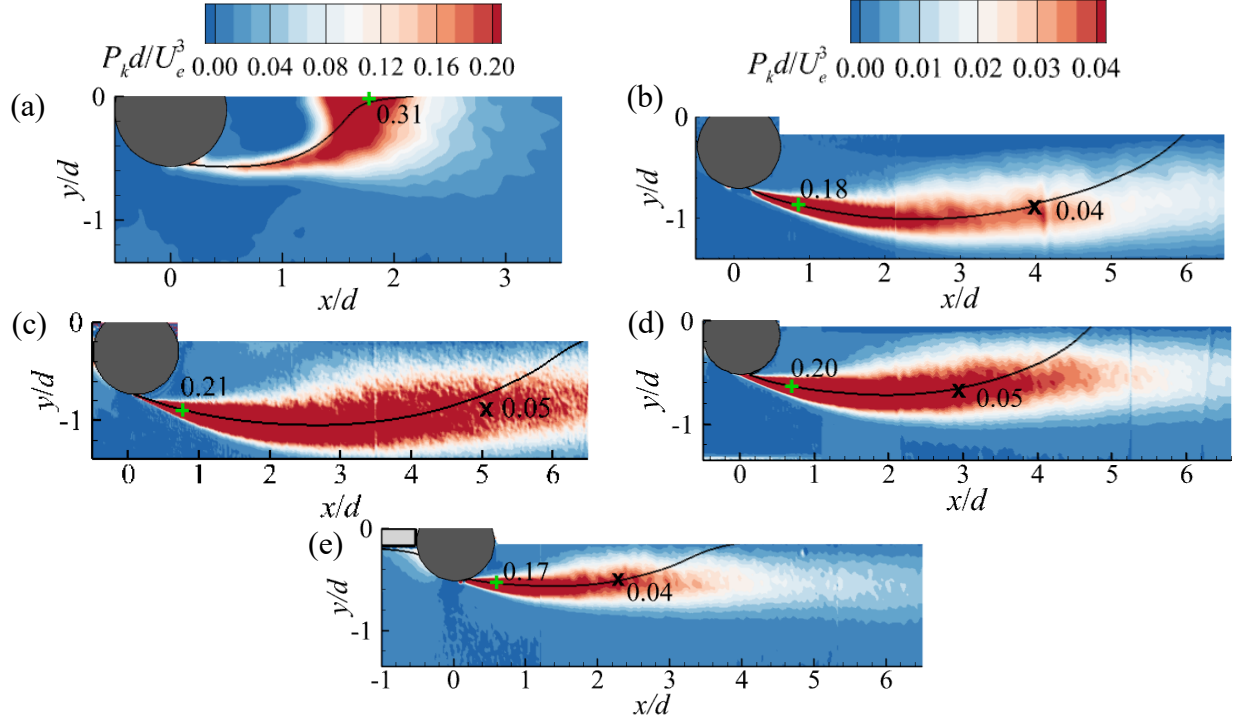 P_k d/U_e^3 0.00 0.04 0.08 0.12 0.16 0.20
P_k d/U_e^3 0.00 0.01 0.02 0.03 0.04
(a)
0
-1
y/d
0.31
0 1 2 3
x/d
(b)
0
-1
y/d
0.18
0.04
0 1 2 3 4 5 6
x/d
(c)
0
-1
y/d
0.21
0.05
0 1 2 3 4 5 6
x/d
(d)
0
-1
y/d
0.20
0.05
0 1 2 3 4 5 6
x/d
(e)
0
-1
y/d
0.17
0.04
-1 0 1 2 3 4 5 6
x/d